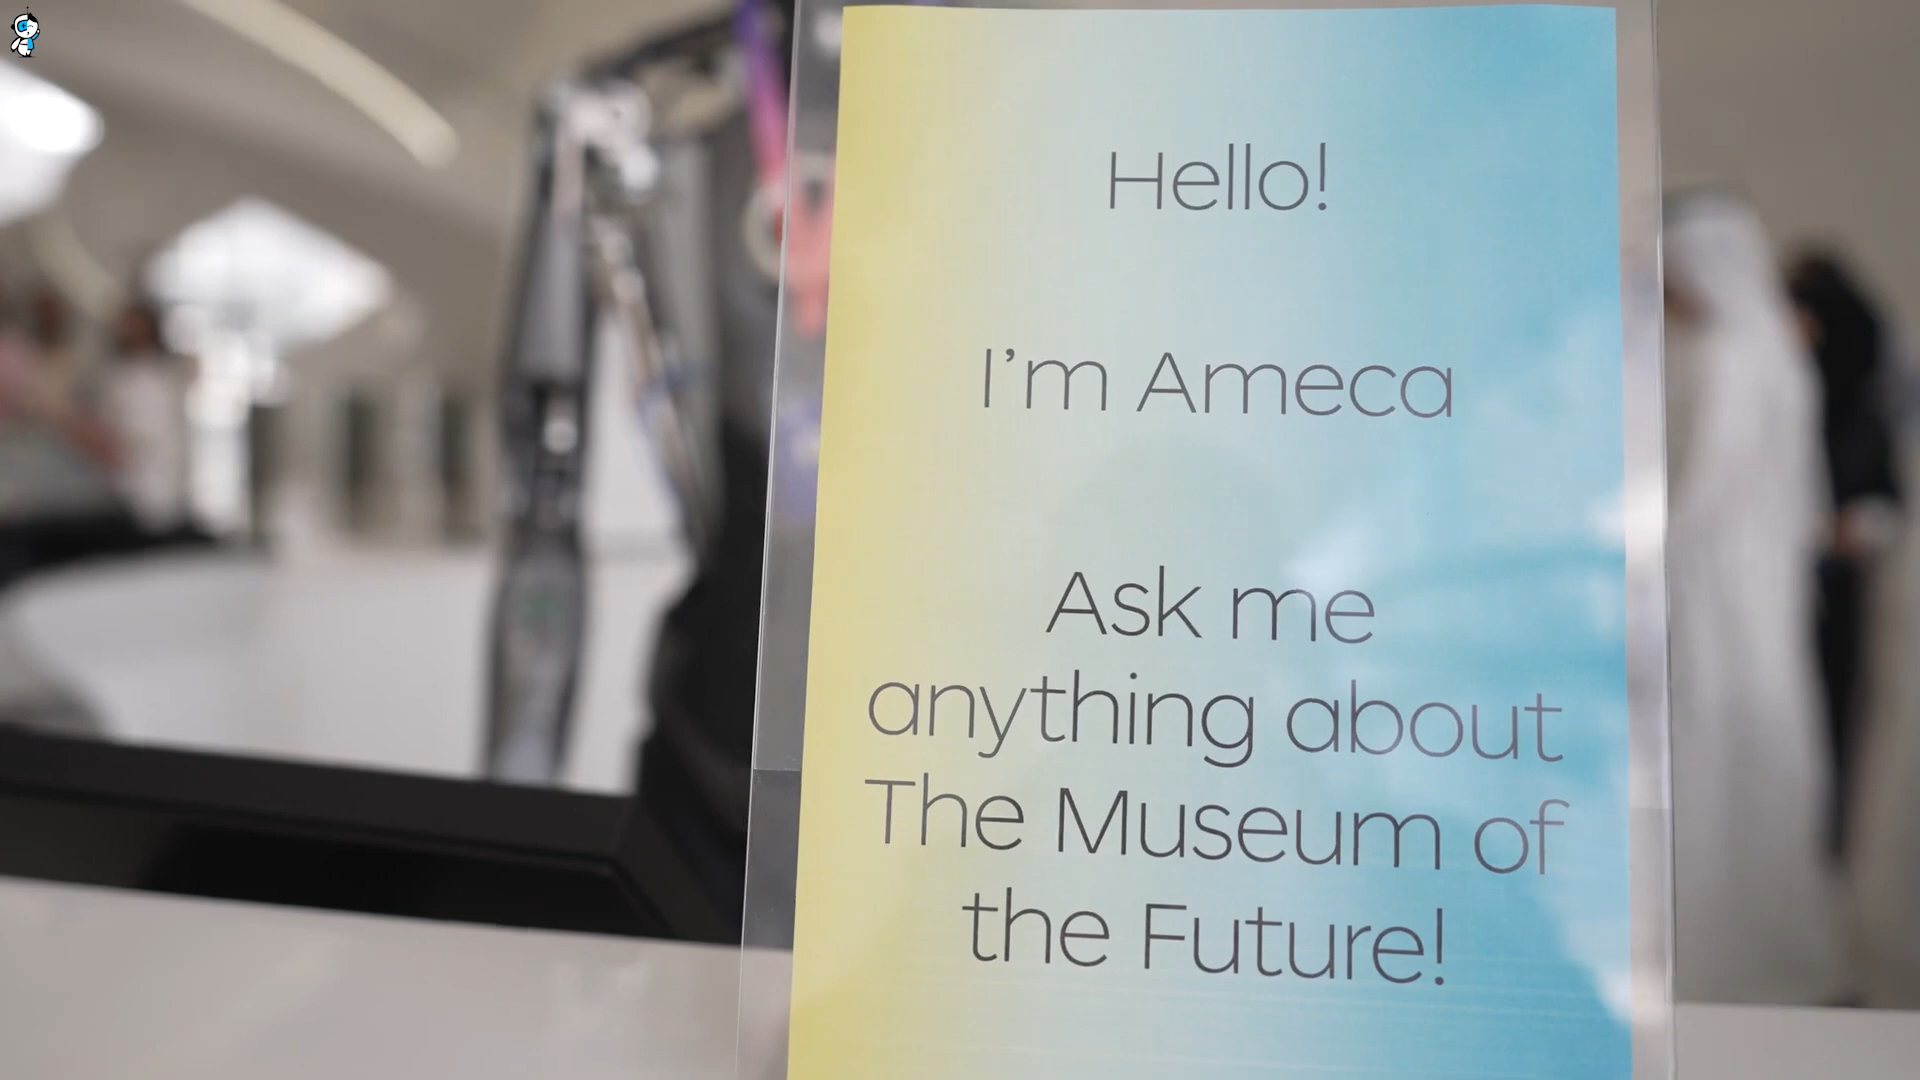 Hello!
I’m Ameca
Ask me
anything about
The Museum of
the Future!